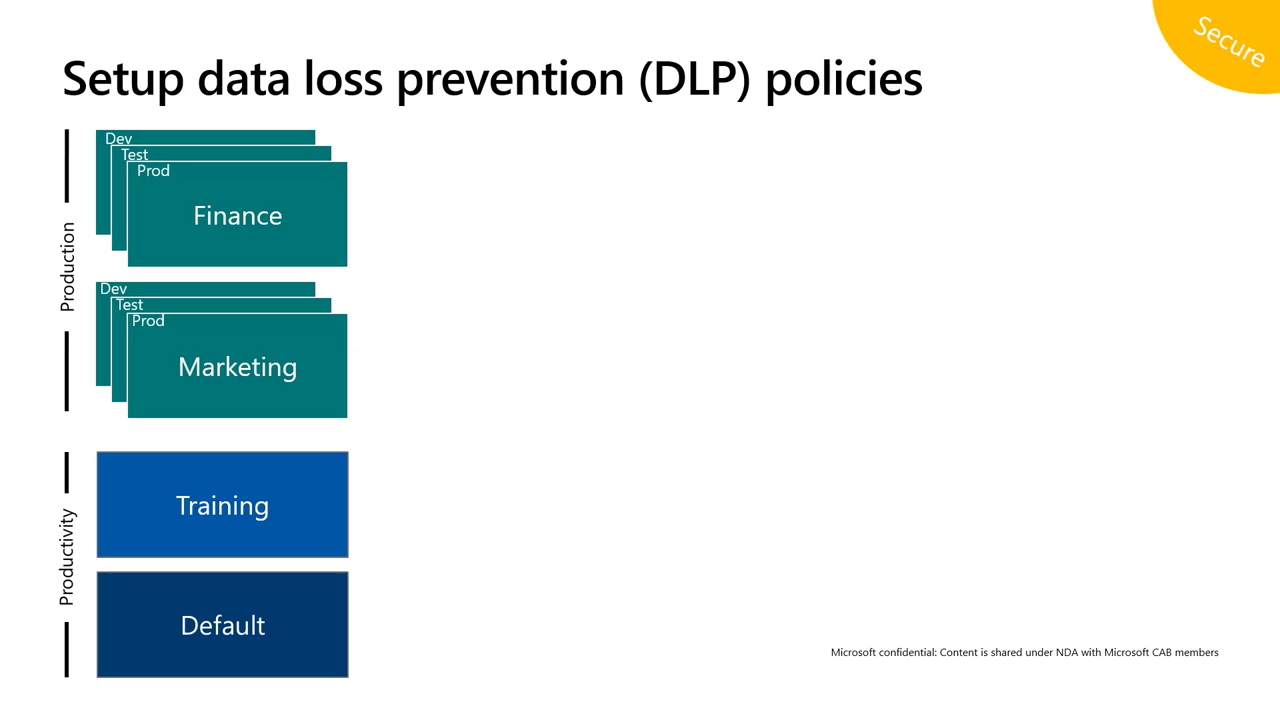 Secure
Setup data loss prevention (DLP) policies
Production
Dev
Test
Prod
Finance
Dev
Test
Prod
Marketing
Productivity
Training
Default
Microsoft confidential: Content is shared under NDA with Microsoft CAB members